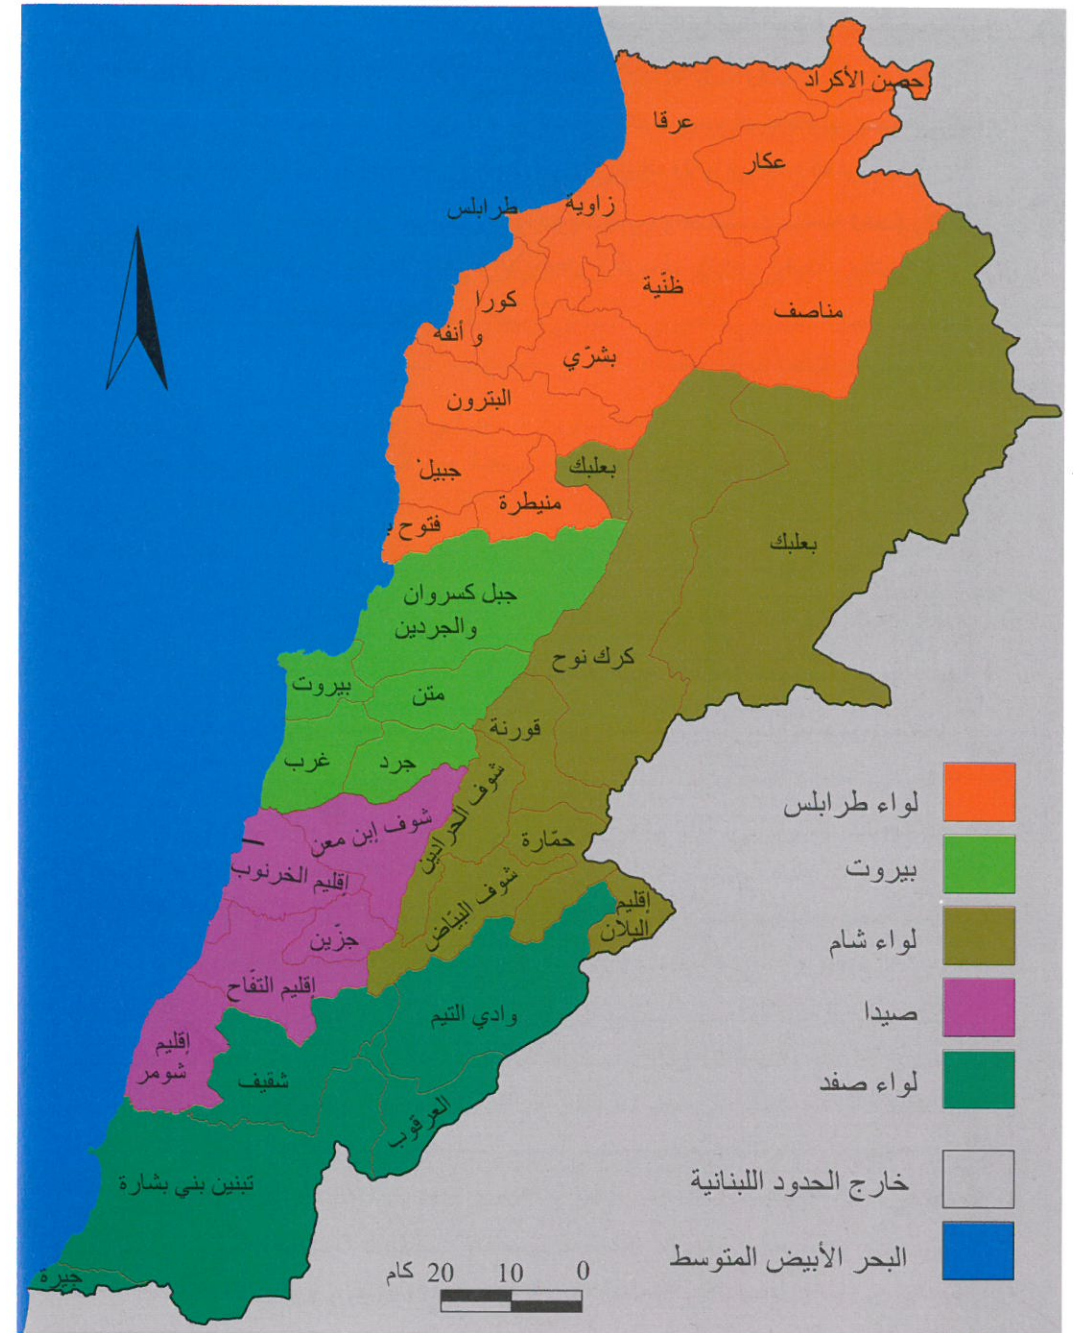 حصن الأكراد
عرقا
عكار
زاوية
طرابلس
ظنّية
كورا
و أنفه
مناصف
بشرّي
البترون
بعلبك
جبيل
منيطرة
فتوح ب
بعلبك
جبل كسروان
والجردين
كرك نوح
بيروت
متن
قورنة
غرب
جرد
شوف الحرادين
شوف إبن معن
حمّارة
إقليم الخرنوب
شوف البيّاض
إقليم
البلان
جزّين
إقليم التفّاح
وادي التيم
إقليم
شومر
شقيف
العرقوب
تبنين بني بشارة
جيرة
لواء طرابلس
بيروت
لواء شام
صيدا
لواء صفد
خارج الحدود اللبنانية
البحر الأبيض المتوسط
0 10 20 كام